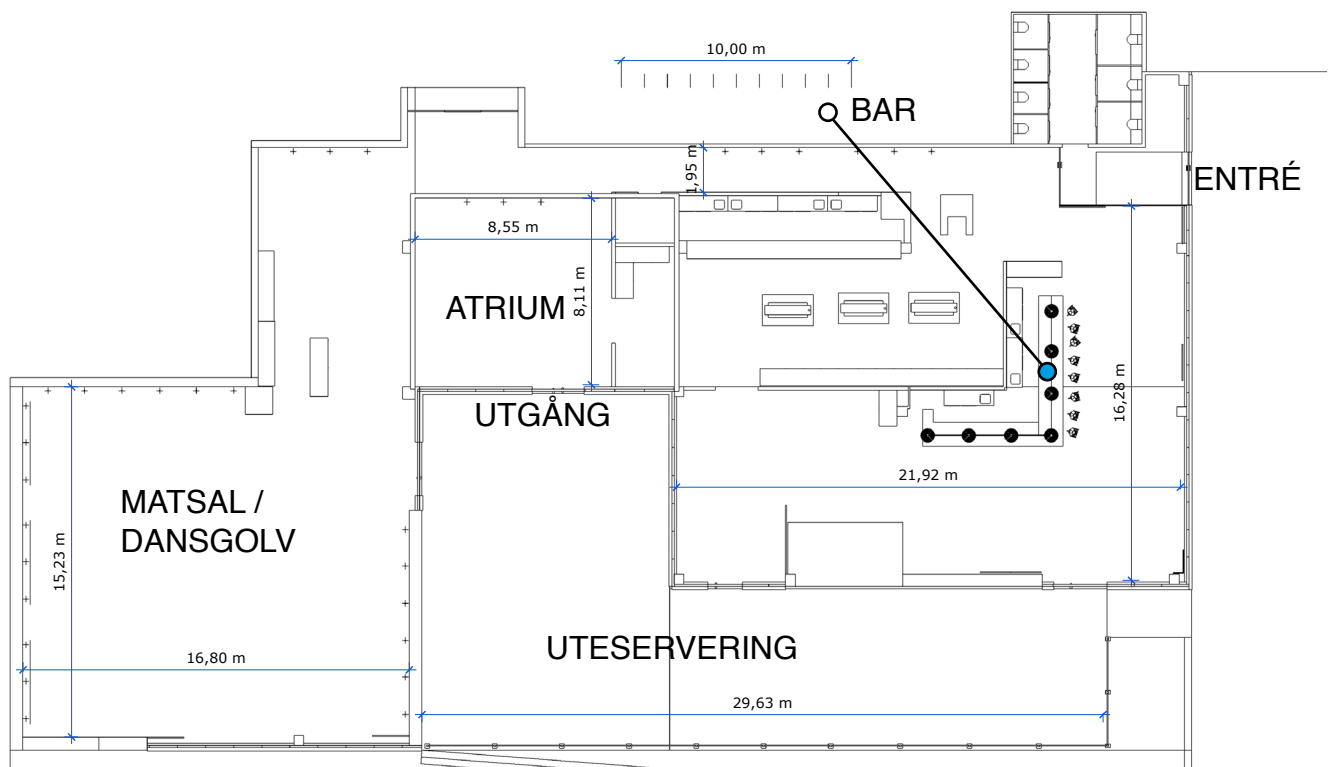 10,00 m
BAR
1,95 m
ENTRÉ
8,55 m
8,11 m
ATRIUM
16,28 m
UTGÅNG
21,92 m
MATSAL /
DANSGOLV
15,23 m
UTESERVERING
16,80 m
29,63 m